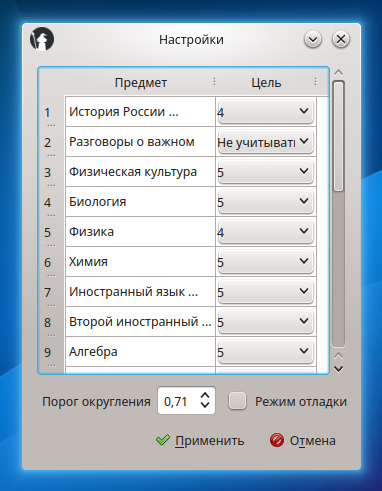 Настройки
Предмет Цель
1 История России ... 4
2 Разговоры о важном Не учитывать
3 Физическая культура 5
4 Биология 5
5 Физика 4
6 Химия 5
7 Иностранный язык ... 5
8 Второй иностранный ... 5
9 Алгебра 5
Порог округления 0,71 Режим отладки
Применить Отмена